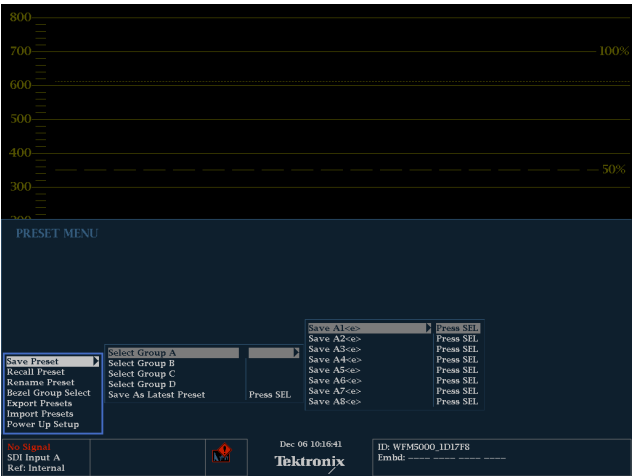 800
700
100%
600
500
400
50%
300
200
PRESET MENU
Save Preset
Recall Preset
Rename Preset
Bezel Group Select
Export Presets
Import Presets
Power Up Setup
Select Group A
Select Group B
Select Group C
Select Group D
Save As Latest Preset Press SEL
Save A1<e> Press SEL
Save A2<e> Press SEL
Save A3<e> Press SEL
Save A4<e> Press SEL
Save A5<e> Press SEL
Save A6<e> Press SEL
Save A7<e> Press SEL
Save A8<e> Press SEL
No Signal
SDI Input A
Ref: Internal
Dec 06 10:16:41
Tektronix
ID: WFM5000_1D17F8
Embd: ---- ---- ---- ----